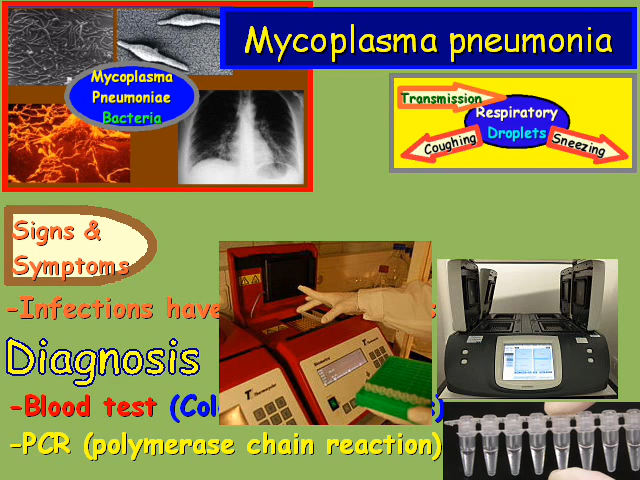 Mycoplasma pneumonia
Mycoplasma
Pneumoniae
Bacteria
Transmission
Respiratory
Droplets
Coughing
Sneezing
Signs &
Symptoms
-Infections have
Diagnosis
-Blood test (Col
-PCR (polymerase chain reaction)